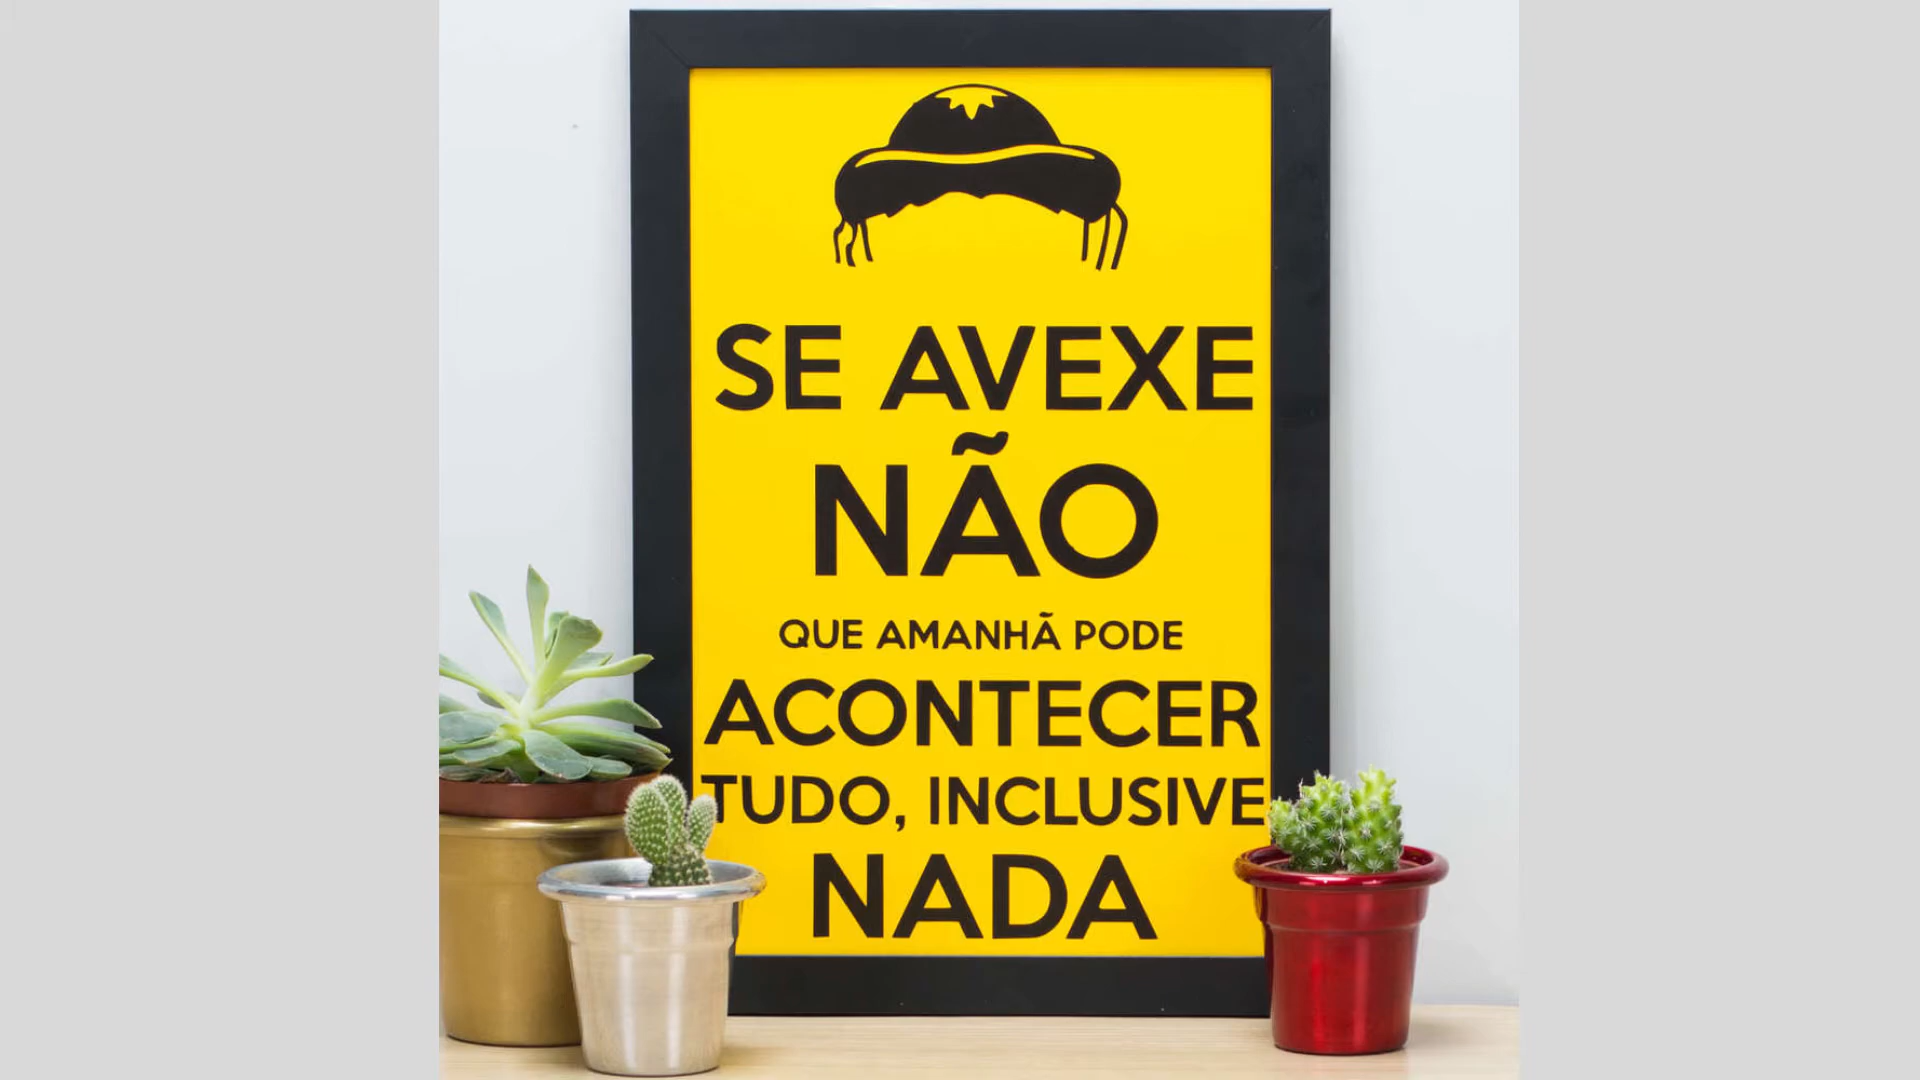 SE AVEXE
NÃO
QUE AMANHÃ PODE
ACONTECER
TUDO, INCLUSIVE
NADA